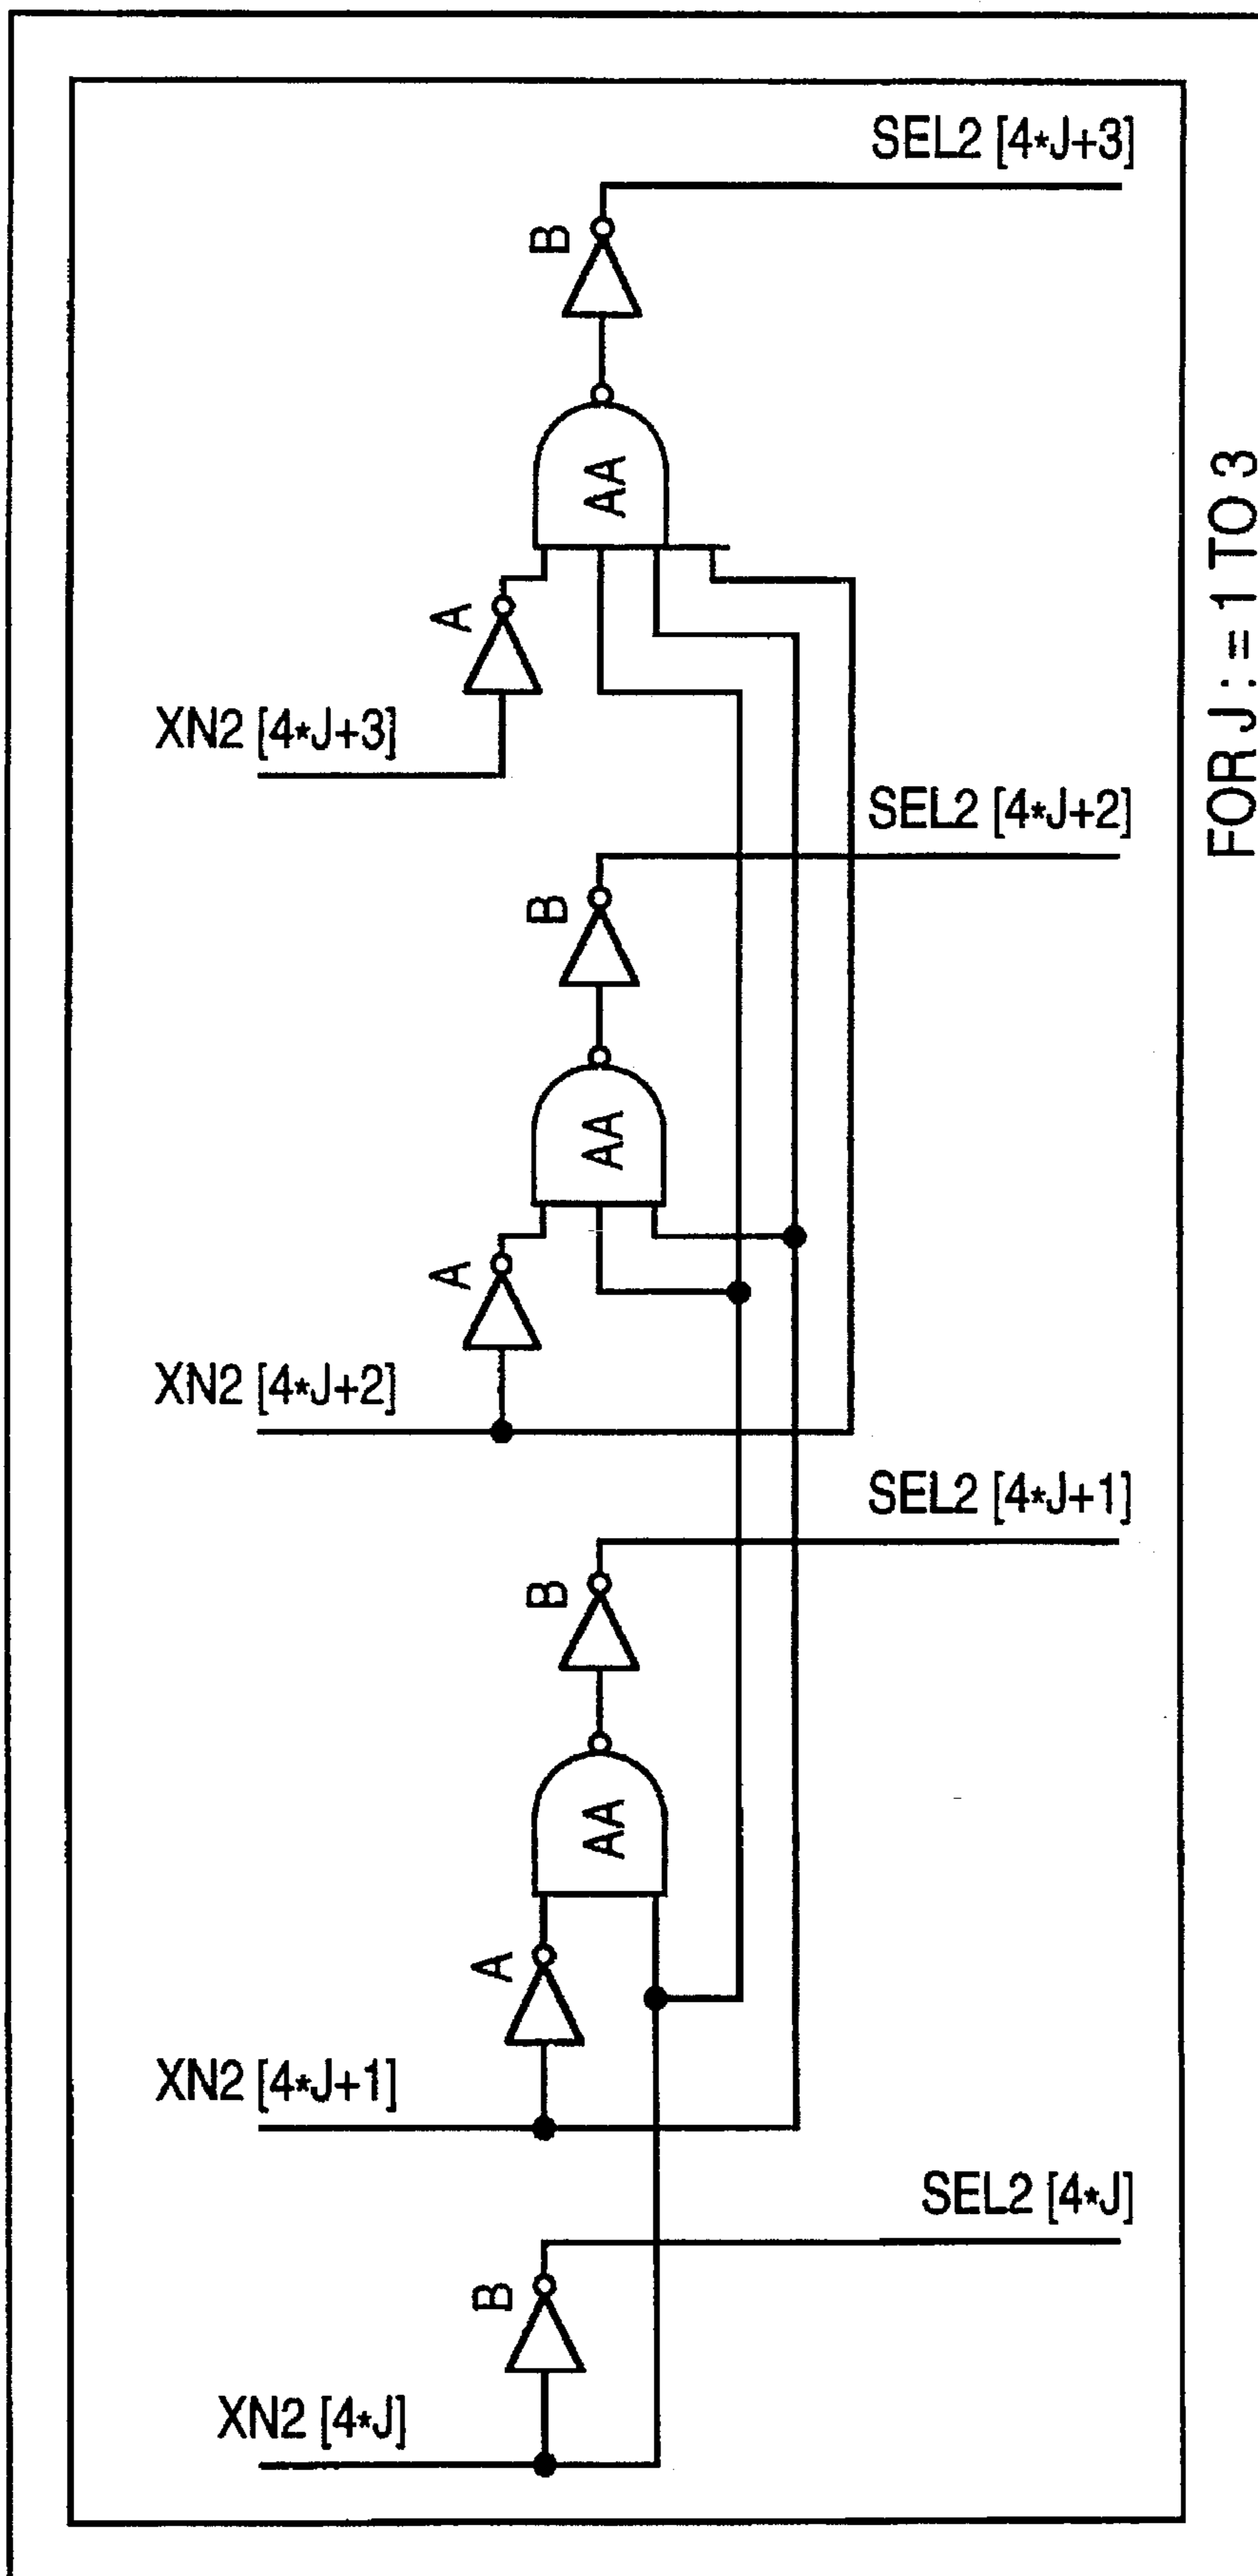 SEL2 [4*J+3]
B
AA
A
XN2 [4*J+3]
SEL2 [4*J+2]
B
AA
A
XN2 [4*J+2]
SEL2 [4*J+1]
B
AA
A
XN2 [4*J+1]
SEL2 [4*J]
B
XN2 [4*J]
FOR J : = 1 TO 3